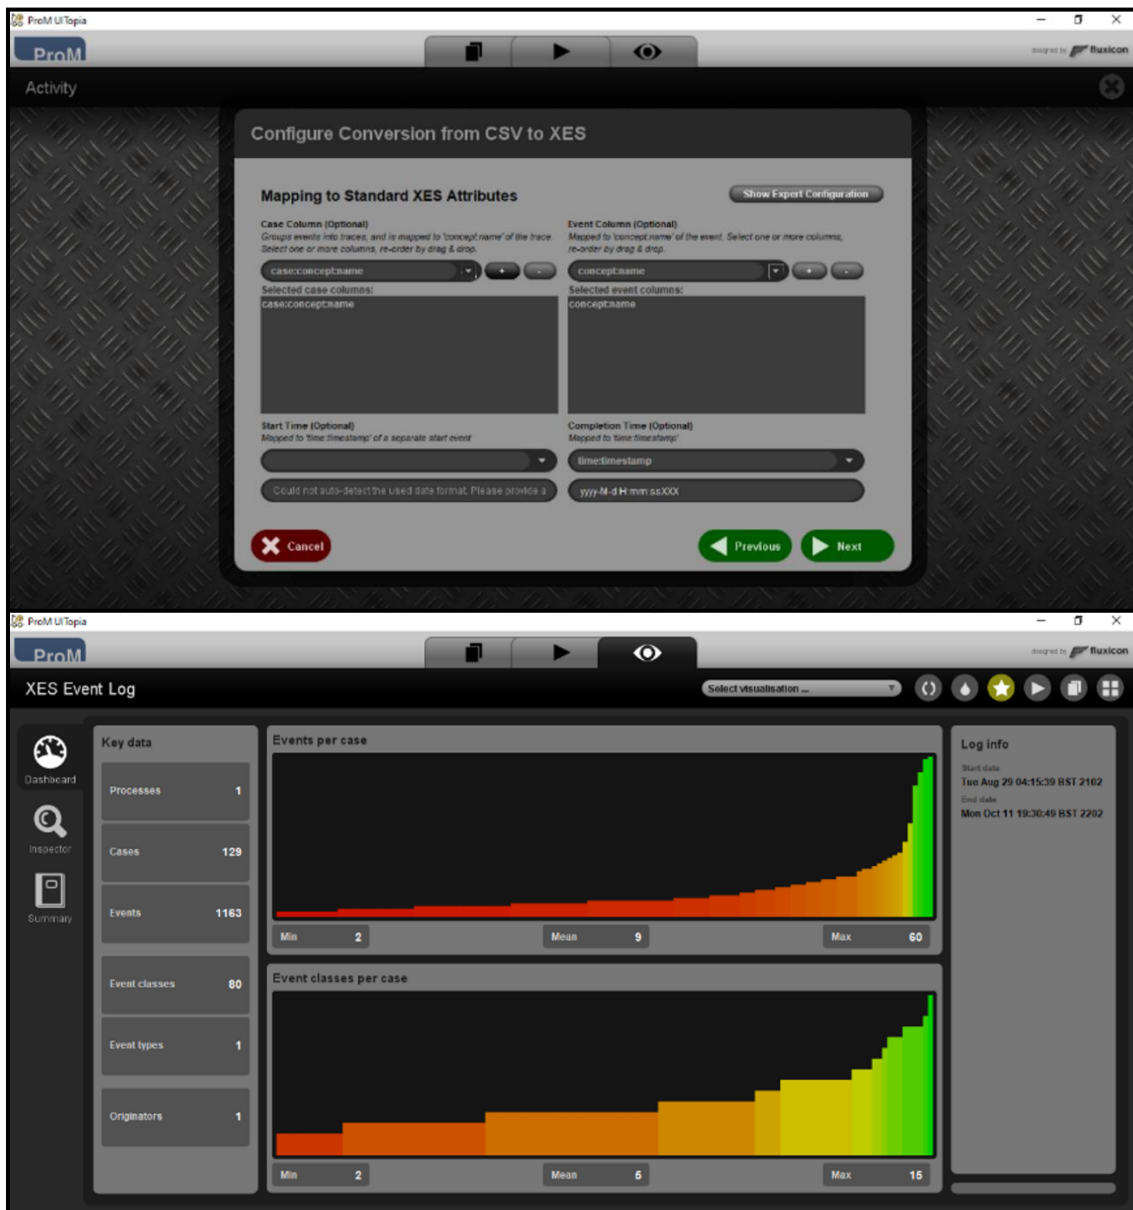 ProM UITopia
ProM
designed by fluxicon
Activity
Configure Conversion from CSV to XES
Mapping to Standard XES Attributes
Show Expert Configuration
Case Column (Optional)
Groups events into traces, and is mapped to 'concept:name' of the trace.
Select one or more columns, re-order by drag & drop.
Event Column (Optional)
Mapped to 'concept:name' of the event. Select one or more columns,
re-order by drag & drop.
case:concept:name
+
-
concept:name
+
-
Selected case columns:
case:concept:name
Selected event columns:
concept:name
Start Time (Optional)
Mapped to 'time:timestamp' of a separate start event
Completion Time (Optional)
Mapped to 'time:timestamp'
time:timestamp
Could not auto-detect the used date format. Please provide a
yyyy-M-d H:mm:ssXXX
Cancel
Previous
Next
ProM UITopia
ProM
designed by fluxicon
XES Event Log
Select visualisation ...
Dashboard
Inspector
Summary
Key data
Processes 1
Cases 129
Events 1163
Event classes 80
Event types 1
Originators 1
Events per case
Min 2
Mean 9
Max 60
Event classes per case
Min 2
Mean 5
Max 15
Log info
Start date
Tue Aug 29 04:15:39 BST 2102
End date
Mon Oct 11 19:30:49 BST 2202